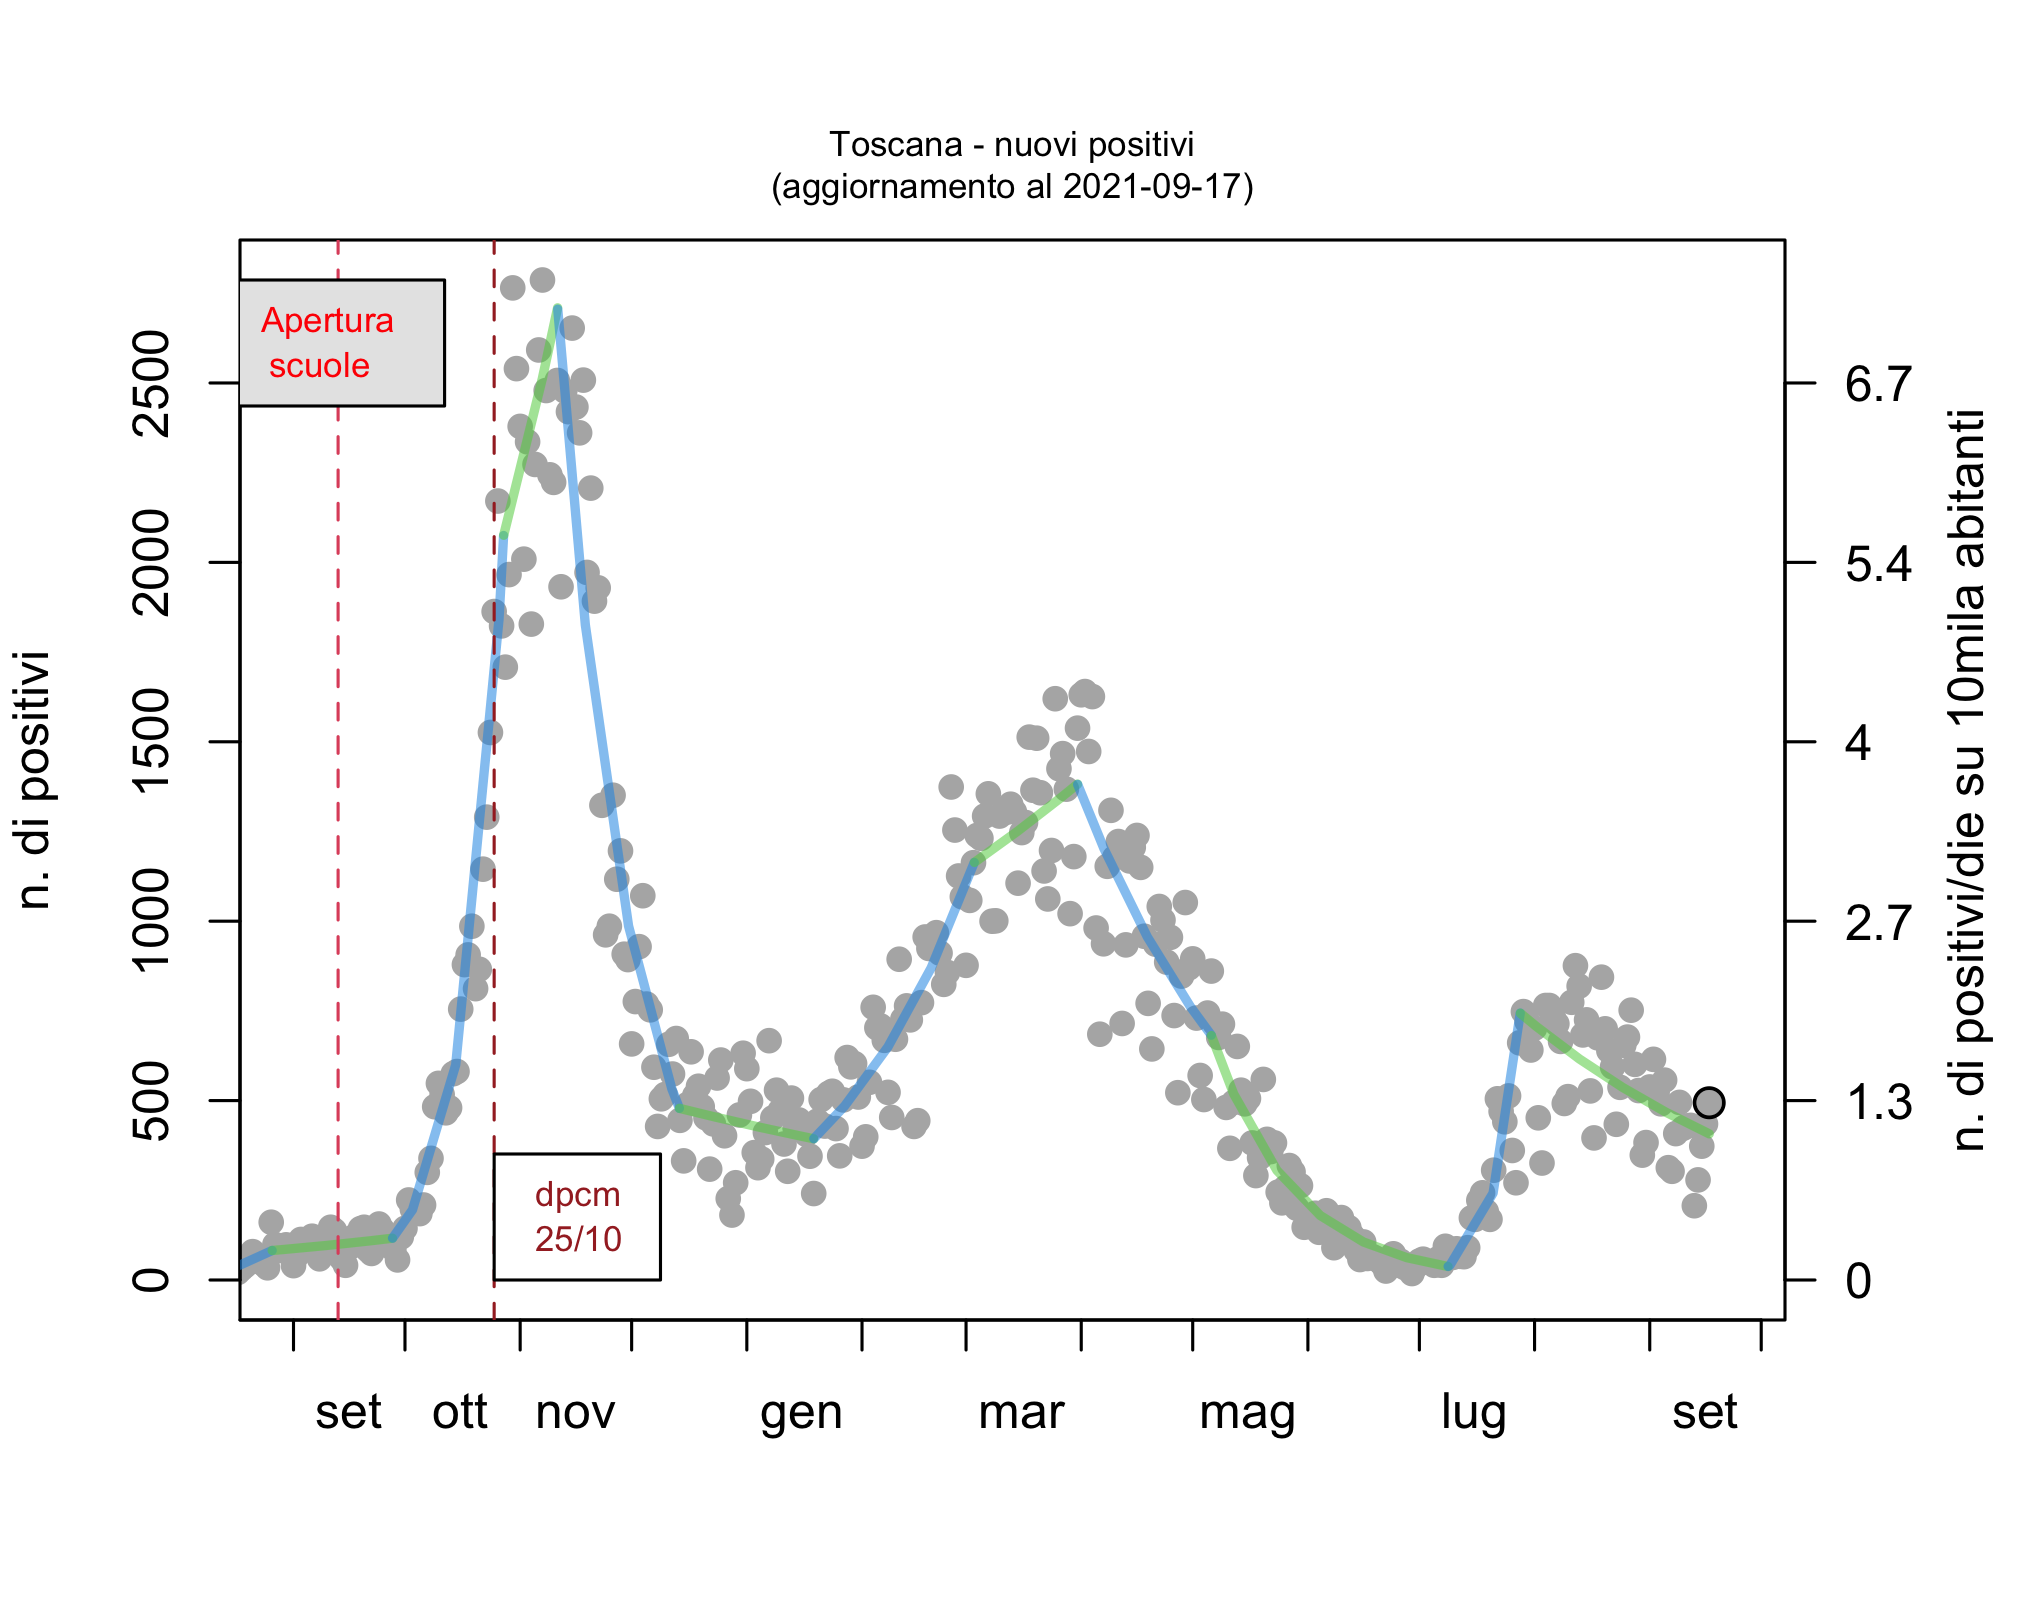 Toscana - nuovi positivi
(aggiornamento al 2021-09-17)
Apertura
scuole
dpcm
25/10
n. di positivi
2500
2000
1500
1000
500
0
6.7
5.4
4
2.7
1.3
0
n. di positivi/die su 10mila abitanti
set ott nov gen mar mag lug set